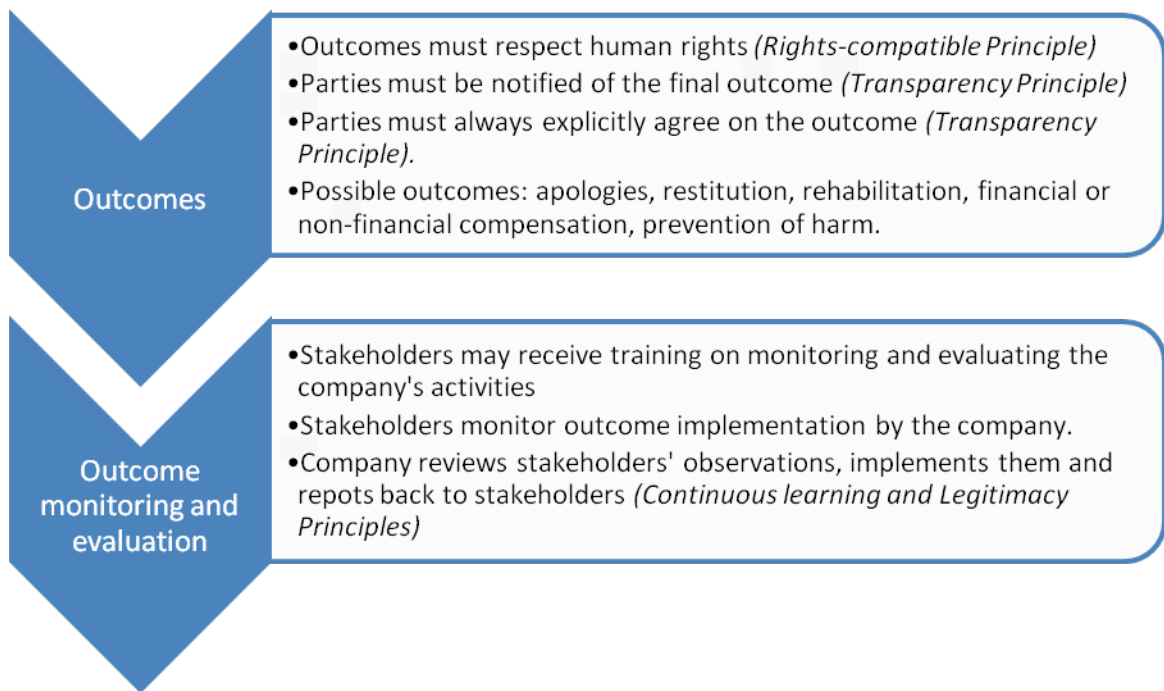 Outcomes
•Outcomes must respect human rights (Rights-compatible Principle)
•Parties must be notified of the final outcome (Transparency Principle)
•Parties must always explicitly agree on the outcome (Transparency
Principle).
•Possible outcomes: apologies, restitution, rehabilitation, financial or
non-financial compensation, prevention of harm.
Outcome
monitoring and
evaluation
•Stakeholders may receive training on monitoring and evaluating the
company's activities
•Stakeholders monitor outcome implementation by the company.
•Company reviews stakeholders' observations, implements them and
repots back to stakeholders (Continuous learning and Legitimacy
Principles)